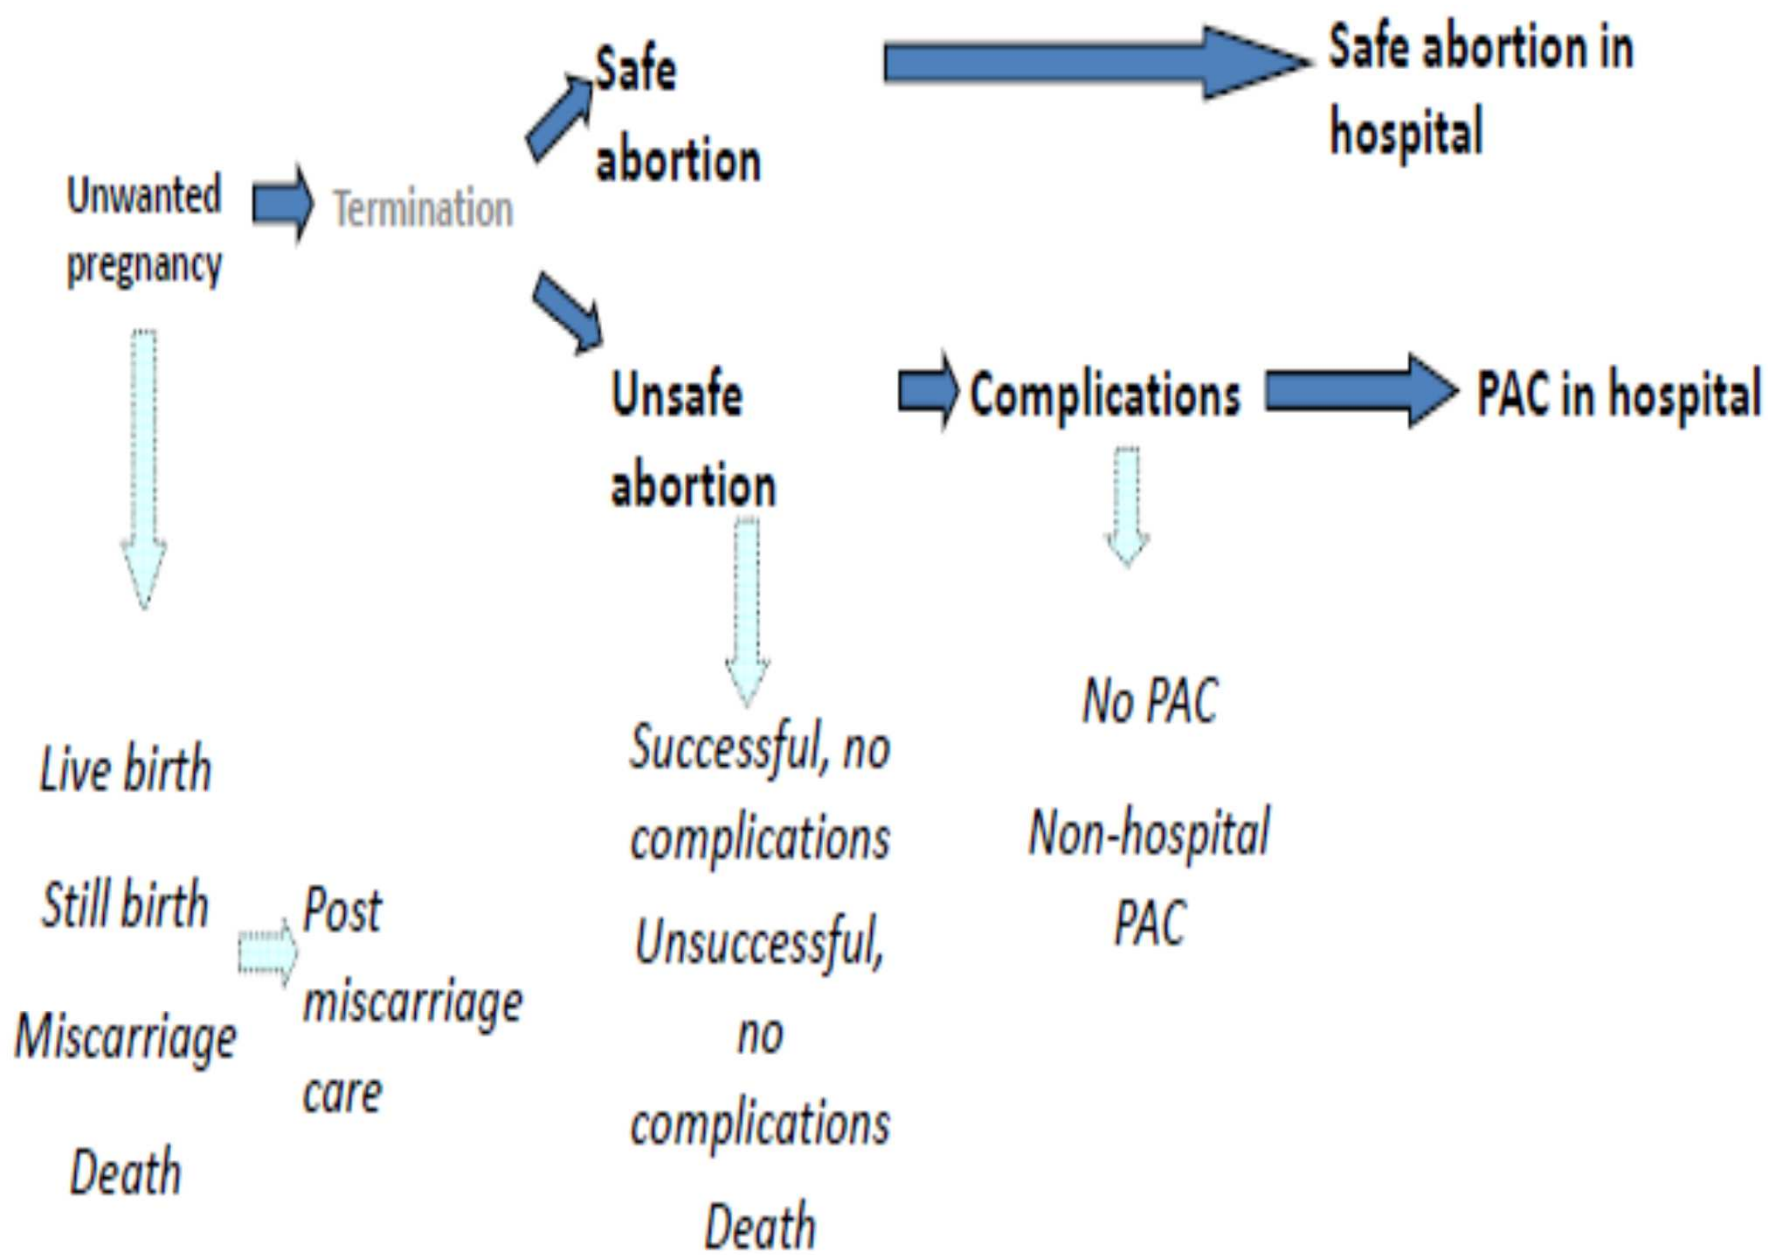 Safe
abortion
Safe abortion in
hospital
Unwanted
pregnancy
Termination
Unsafe
abortion
Complications
PAC in hospital
Live birth
Still birth
Miscarriage
Death
Post
miscarriage
care
Successful, no
complications
Unsuccessful,
no
complications
Death
No PAC
Non-hospital
PAC